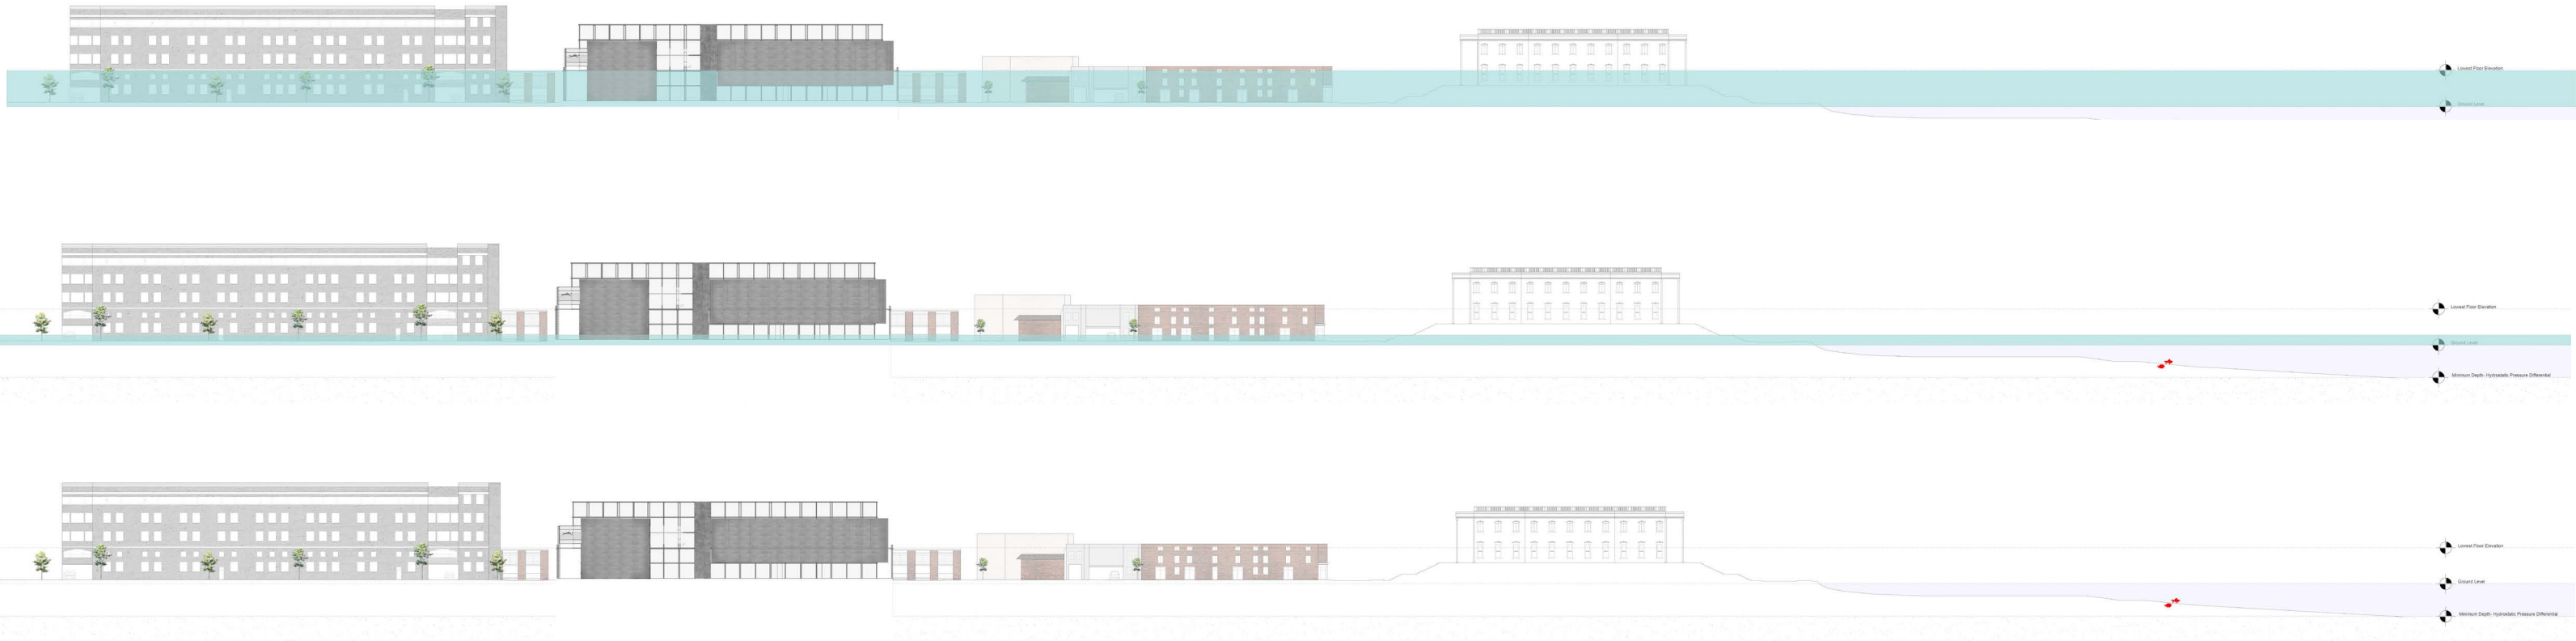 Lowest Floor Elevation
Ground Level
Lowest Floor Elevation
Ground Level
Minimum Depth- Hydrostatic Pressure Differential
Lowest Floor Elevation
Ground Level
Minimum Depth- Hydrostatic Pressure Differential